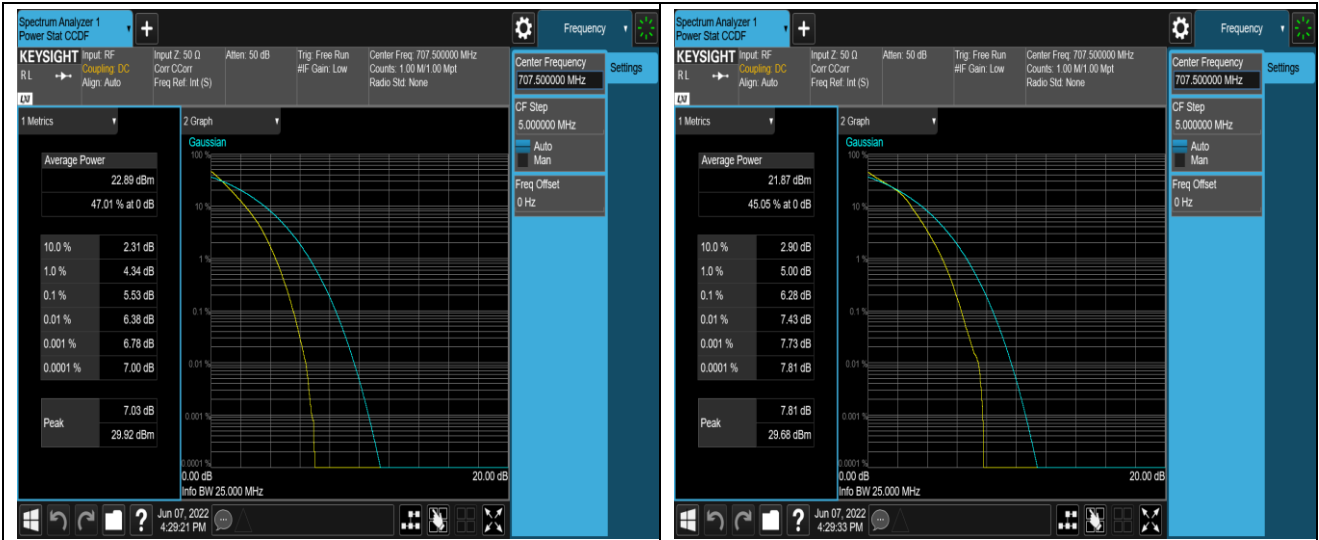 Spectrum Analyzer 1
Power Stat CCDF
+
Frequency
KEYSIGHT
RL
LXI
Input: RF
Coupling: DC
Align: Auto
Input Z: 50 Ω
Corr CCorr
Freq Ref: Int (S)
Atten: 50 dB
Trig: Free Run
#IF Gain: Low
Center Freq: 707.500000 MHz
Counts: 1.00 M/1.00 Mpt
Radio Std: None
Center Frequency
707.500000 MHz
Settings
CF Step
5.000000 MHz
Auto
Man
Freq Offset
0 Hz
1 Metrics
2 Graph
Average Power
22.89 dBm
47.01 % at 0 dB
10.0 % 2.31 dB
1.0 % 4.34 dB
0.1 % 5.53 dB
0.01 % 6.38 dB
0.001 % 6.78 dB
0.0001 % 7.00 dB
Peak
7.03 dB
29.92 dBm
Gaussian
100 %
10 %
1 %
0.1 %
0.01 %
0.001 %
0.0001 %
0.00 dB 20.00 dB
Info BW 25.000 MHz
?
Jun 07, 2022
4:29:21 PM
Spectrum Analyzer 1
Power Stat CCDF
+
Frequency
KEYSIGHT
RL
LXI
Input: RF
Coupling: DC
Align: Auto
Input Z: 50 Ω
Corr CCorr
Freq Ref: Int (S)
Atten: 50 dB
Trig: Free Run
#IF Gain: Low
Center Freq: 707.500000 MHz
Counts: 1.00 M/1.00 Mpt
Radio Std: None
Center Frequency
707.500000 MHz
Settings
CF Step
5.000000 MHz
Auto
Man
Freq Offset
0 Hz
1 Metrics
2 Graph
Average Power
21.87 dBm
45.05 % at 0 dB
10.0 % 2.90 dB
1.0 % 5.00 dB
0.1 % 6.28 dB
0.01 % 7.43 dB
0.001 % 7.73 dB
0.0001 % 7.81 dB
Peak
7.81 dB
29.68 dBm
Gaussian
100 %
10 %
1 %
0.1 %
0.01 %
0.001 %
0.0001 %
0.00 dB 20.00 dB
Info BW 25.000 MHz
?
Jun 07, 2022
4:29:33 PM